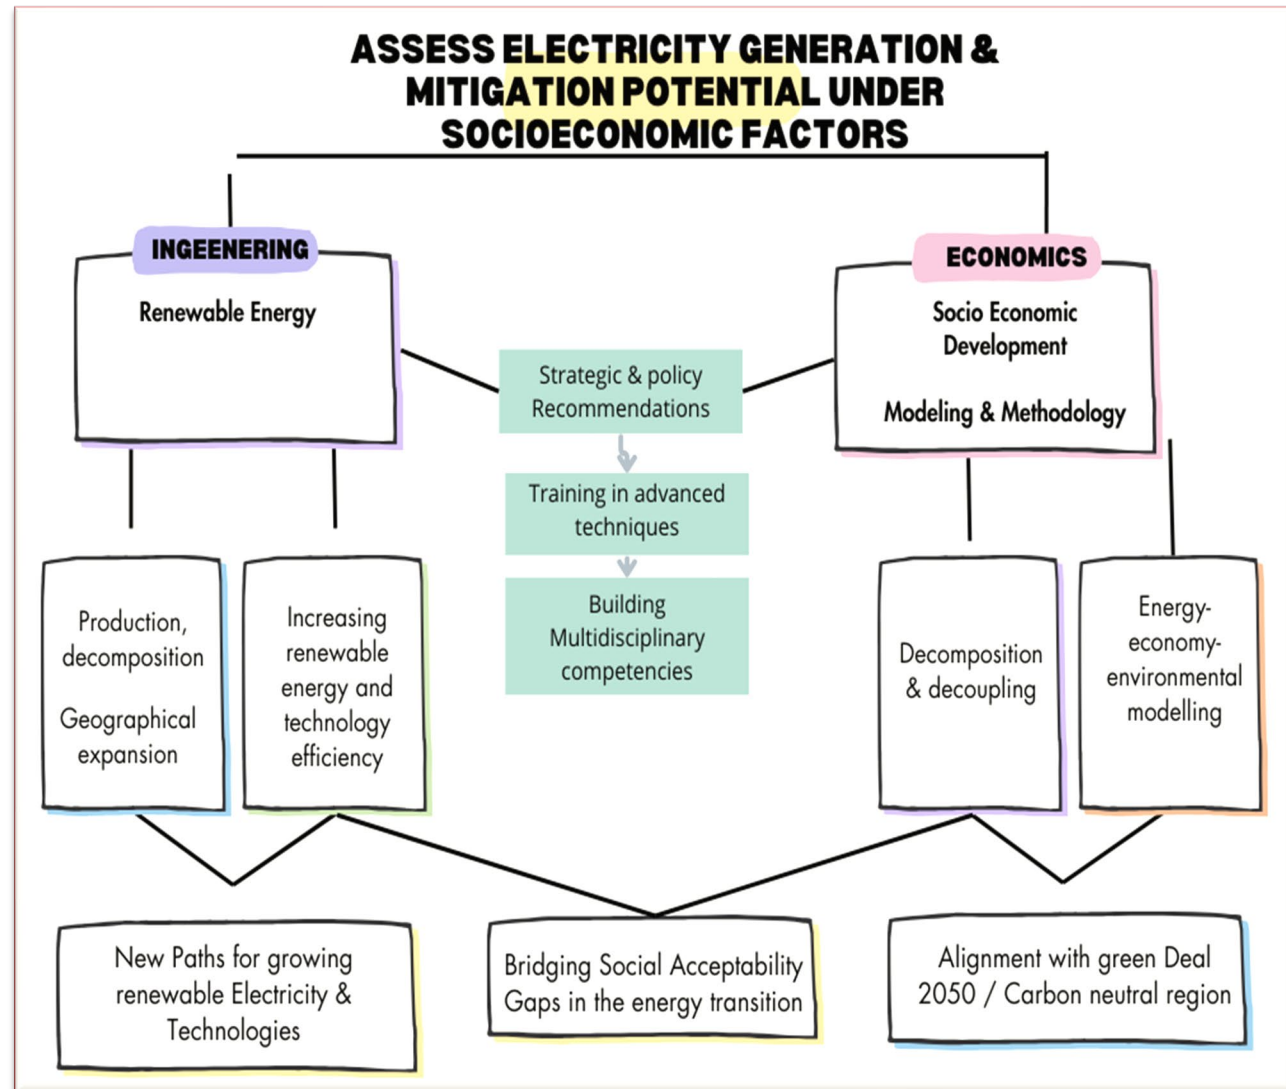 ASSESS ELECTRICITY GENERATION &
MITIGATION POTENTIAL UNDER
SOCIOECONOMIC FACTORS
INGEENERING
Renewable Energy
ECONOMICS
Socio Economic
Development
Modeling & Methodology
Strategic & policy
Recommendations
Training in advanced
techniques
Building
Multidisciplinary
competencies
Production,
decomposition
Geographical
expansion
Increasing
renewable
energy and
technology
efficiency
Decomposition
& decoupling
Energy-
economy-
environmental
modelling
New Paths for growing
renewable Electricity &
Technologies
Bridging Social Acceptability
Gaps in the energy transition
Alignment with green Deal
2050 / Carbon neutral region